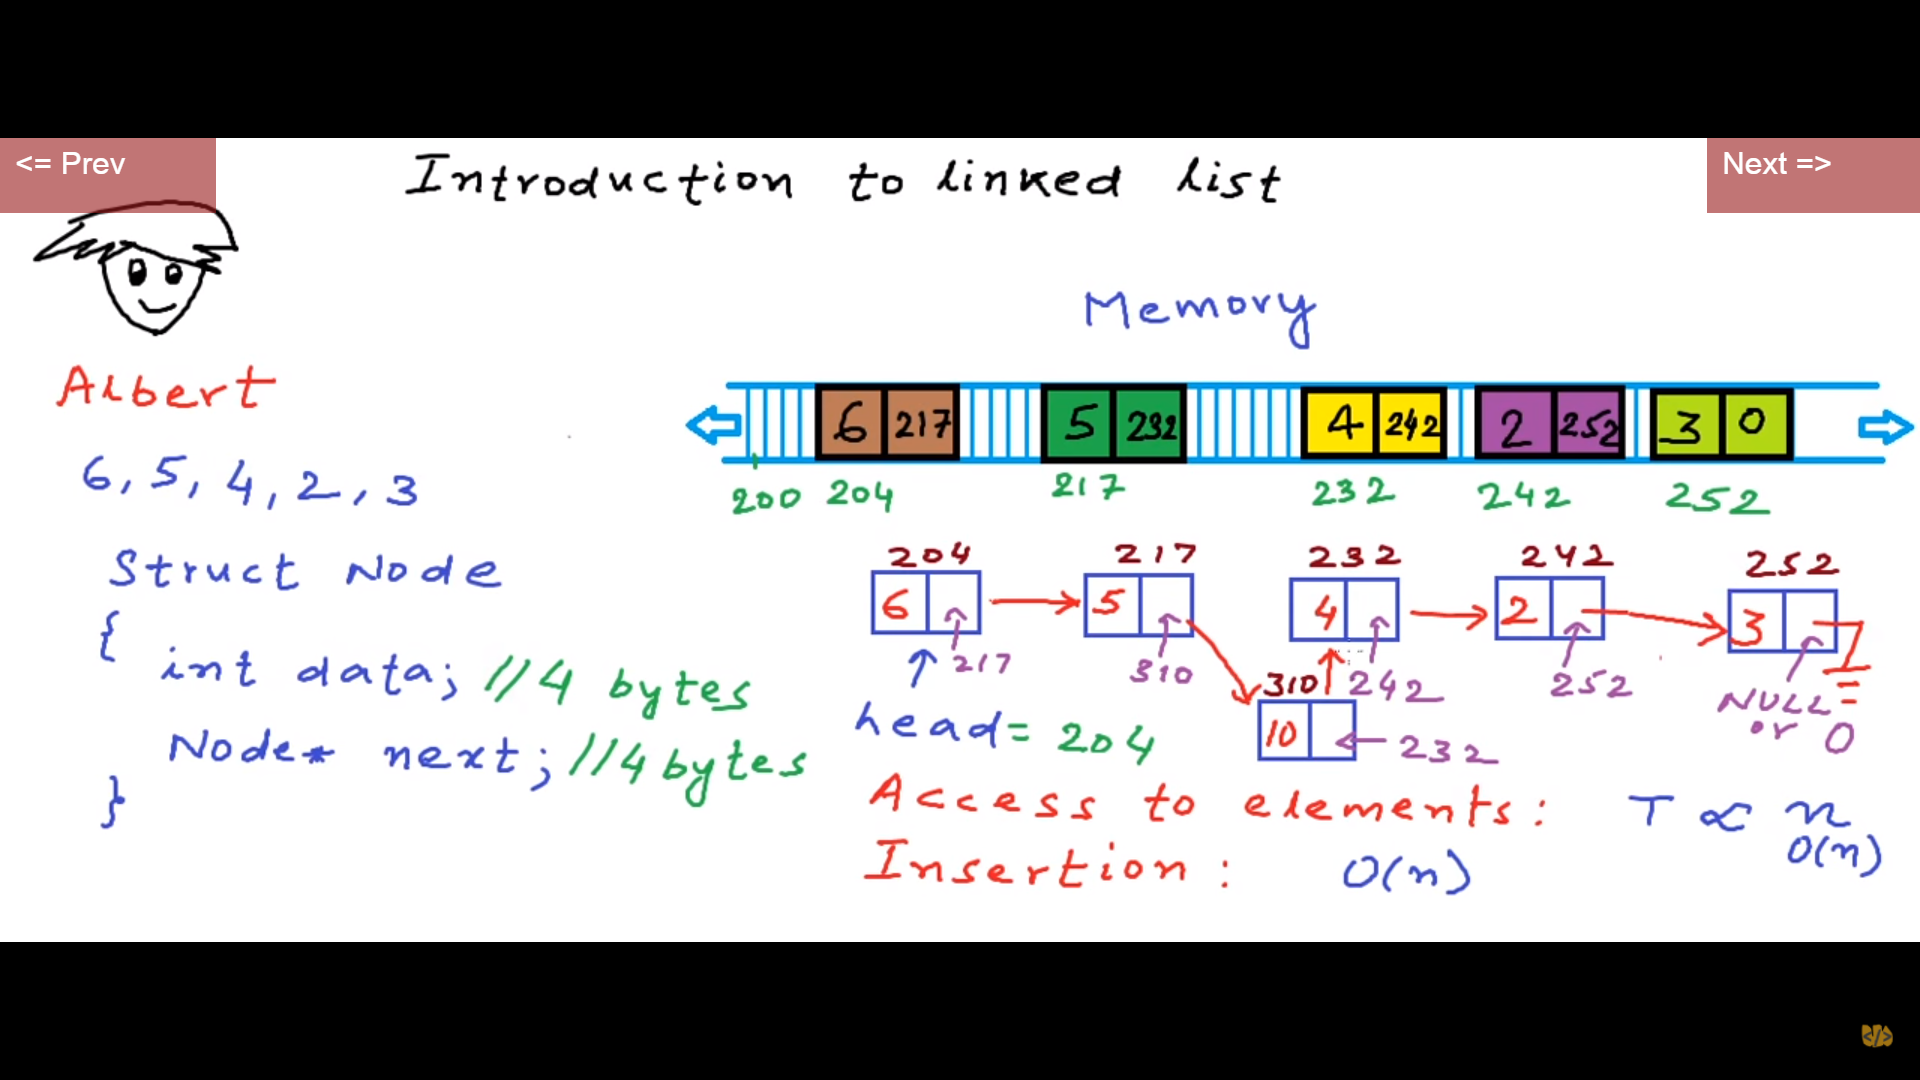 <= Prev
Next =>
Introduction to linked list
Memory
Albert
6, 5, 4, 2, 3
Struct Node
{
int data; //4 bytes
Node* next; //4 bytes
}
6 217 5 232 4 242 2 252 3 0
200 204 217 232 242 252
204 217 232 242 252
6 5 4 2 3
217 310 310 242 252 NULL or 0
head = 204
10 232
Access to elements: T ∝ n
O(n)
Insertion: O(n)